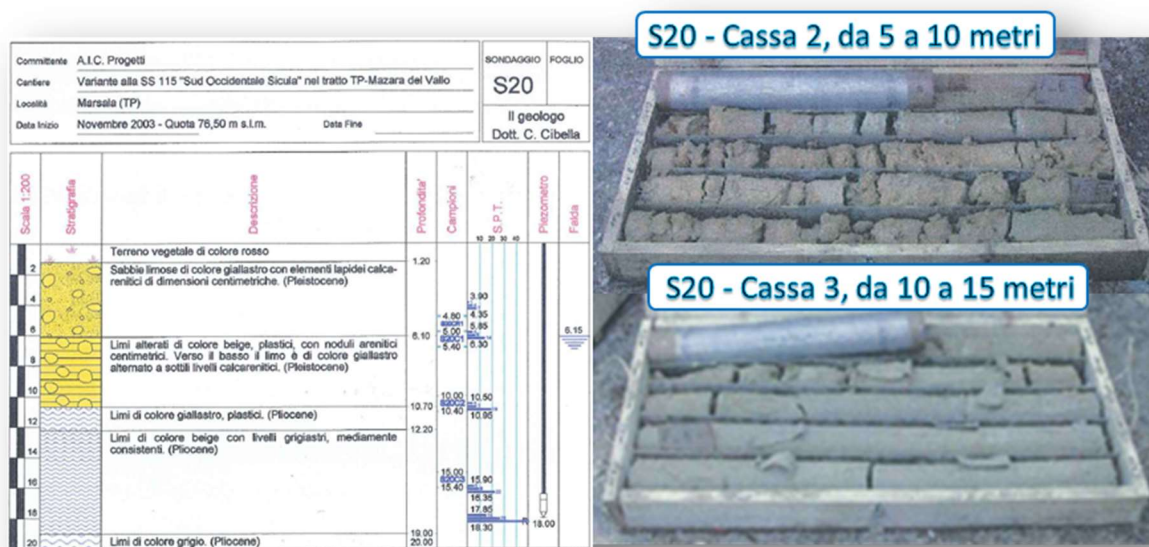 S20 - Cassa 2, da 5 a 10 metri
S20 - Cassa 3, da 10 a 15 metri
Committente A.I.C. Progetti
Cantiere Variante alla SS 115 "Sud Occidentale Sicula" nel tratto TP-Mazara del Vallo
Località Marsala (TP)
Data Inizio Novembre 2003 - Quota 76,50 m s.l.m. Data Fine
SONDAGGIO FOGLIO
S20
Il geologo
Dott. C. Cibella
Scala 1:200
Stratigrafia
Descrizione
Profondita'
Campioni
S.P.T.
Piezometro
Falda
10 20 30 40
Terreno vegetale di colore rosso
1.20
2
Sabbie limose di colore giallastro con elementi lapidei calca-
renitici di dimensioni centimetriche. (Pleistocene)
3.90
4
4.60
4.35
5.00
5.85
6
6.10
S20C1
5.40
6.30
6.15
Limi alterati di colore beige, plastici, con noduli arenitici
centimetrici. Verso il basso il limo è di colore giallastro
alternato a sottili livelli calcarenitici. (Pleistocene)
8
10
10.00
10.50
S20C2
10.70
10.40
10.95
Limi di colore giallastro, plastici. (Pliocene)
12
12.20
Limi di colore beige con livelli grigiastri, mediamente
consistenti. (Pliocene)
14
15.00
S20C3
15.90
15.40
16
16.35
17.85
18
18.30
18.00
19.00
Limi di colore grigio. (Pliocene)
20
20.00